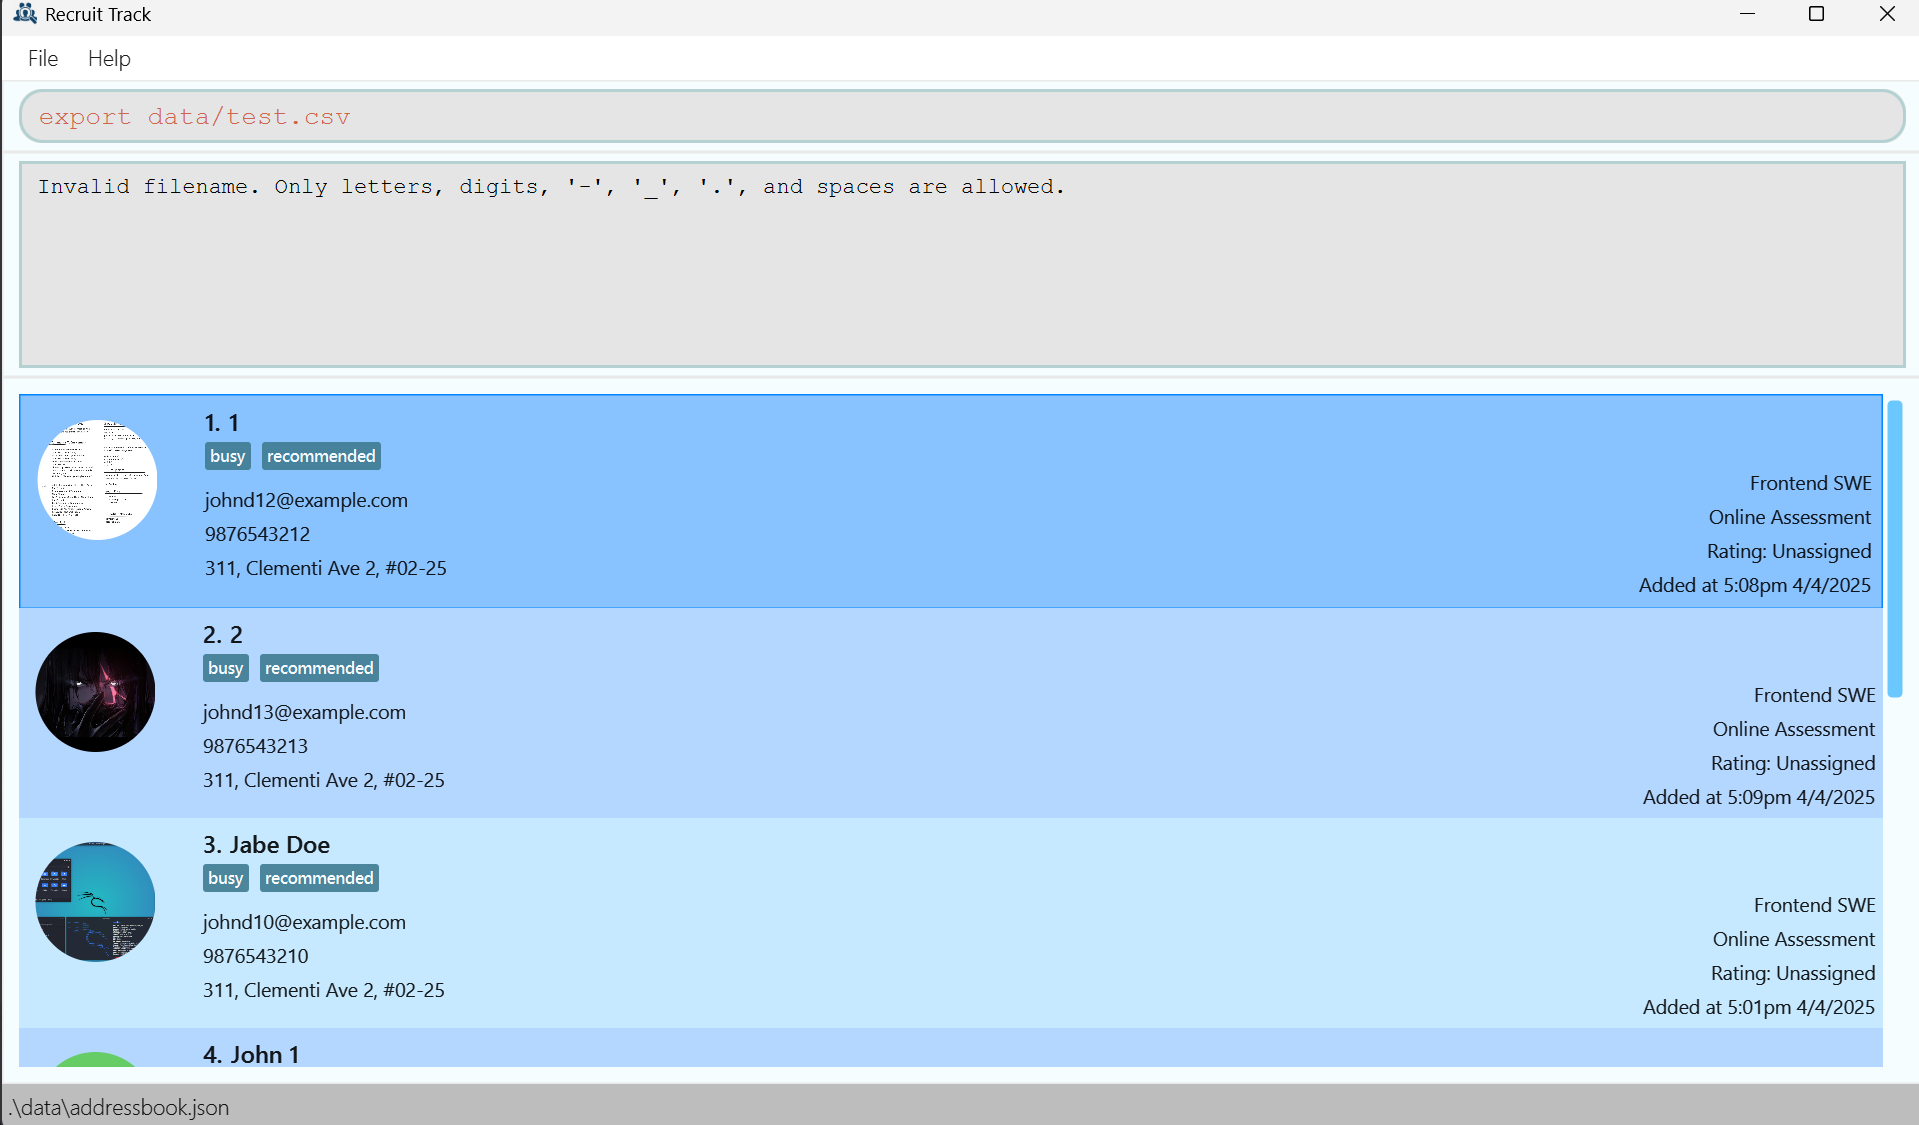 Recruit Track
File Help
export data/test.csv
Invalid filename. Only letters, digits, '-', '_', '.', and spaces are allowed.
1. 1
busy recommended
johnd12@example.com
9876543212
311, Clementi Ave 2, #02-25
Frontend SWE
Online Assessment
Rating: Unassigned
Added at 5:08pm 4/4/2025
2. 2
busy recommended
johnd13@example.com
9876543213
311, Clementi Ave 2, #02-25
Frontend SWE
Online Assessment
Rating: Unassigned
Added at 5:09pm 4/4/2025
3. Jabe Doe
busy recommended
johnd10@example.com
9876543210
311, Clementi Ave 2, #02-25
Frontend SWE
Online Assessment
Rating: Unassigned
Added at 5:01pm 4/4/2025
4. John 1
.\data\addressbook.json